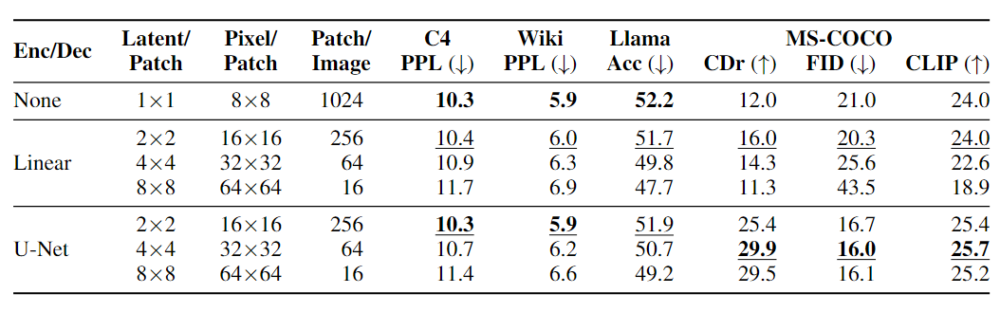 Enc/Dec Latent/ Pixel/ Patch/ C4 Wiki Llama MS-COCO
Patch Patch Image PPL (↓) PPL (↓) Acc (↓) CDr (↑) FID (↓) CLIP (↑)
None 1×1 8×8 1024 10.3 5.9 52.2 12.0 21.0 24.0
2×2 16×16 256 10.4 6.0 51.7 16.0 20.3 24.0
Linear 4×4 32×32 64 10.9 6.3 49.8 14.3 25.6 22.6
8×8 64×64 16 11.7 6.9 47.7 11.3 43.5 18.9
2×2 16×16 256 10.3 5.9 51.9 25.4 16.7 25.4
U-Net 4×4 32×32 64 10.7 6.2 50.7 29.9 16.0 25.7
8×8 64×64 16 11.4 6.6 49.2 29.5 16.1 25.2